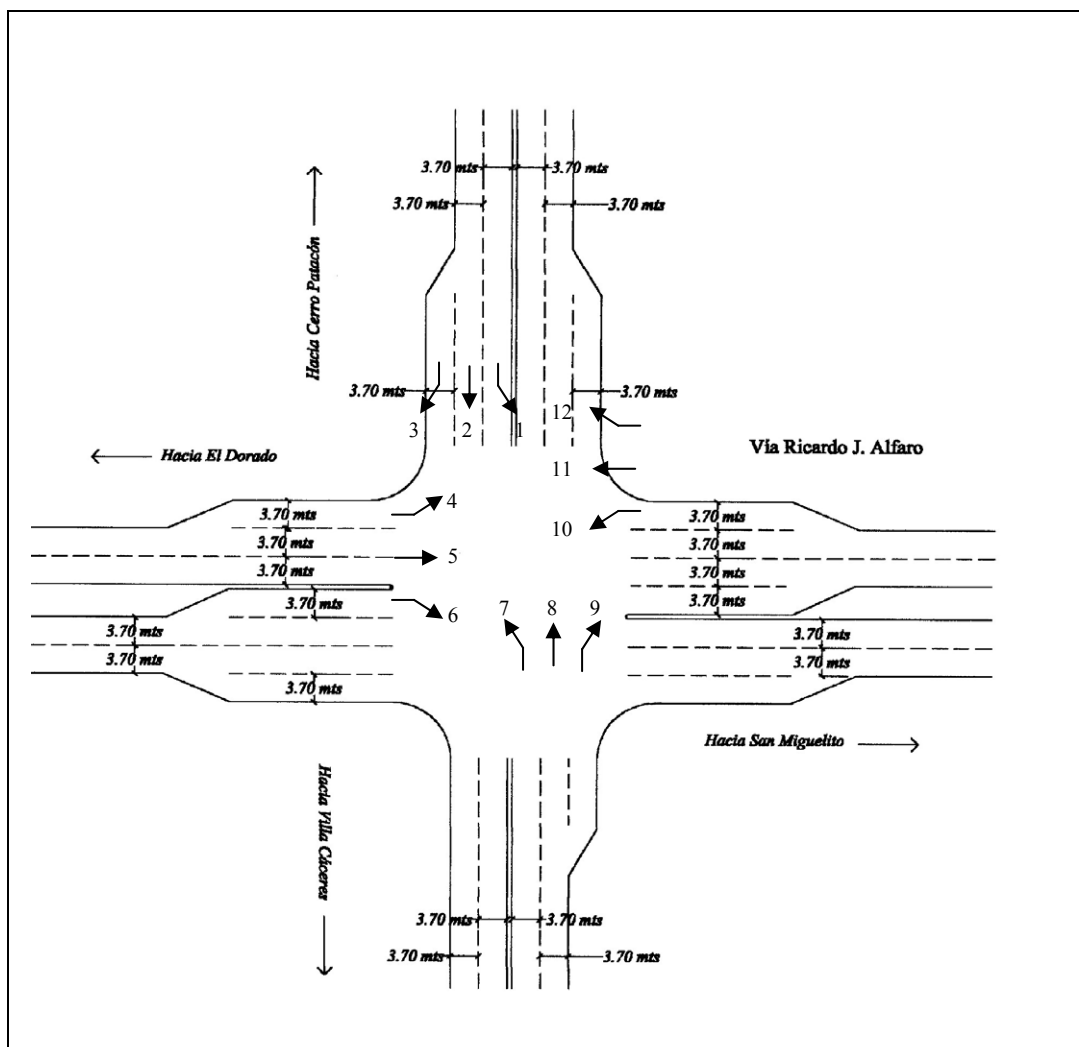 3.70 mts 3.70 mts
3.70 mts 3.70 mts
Hacia Cerro Patacón
3.70 mts 3.70 mts
3 2 1 12
Hacia El Dorado
Vía Ricardo J. Alfaro
11
4
10
3.70 mts 3.70 mts
3.70 mts 3.70 mts
5
3.70 mts 3.70 mts
3.70 mts 3.70 mts
6 7 8 9
3.70 mts 3.70 mts
3.70 mts 3.70 mts
3.70 mts
Hacia San Miguelito
Hacia Villa Cáceres
3.70 mts 3.70 mts
3.70 mts 3.70 mts